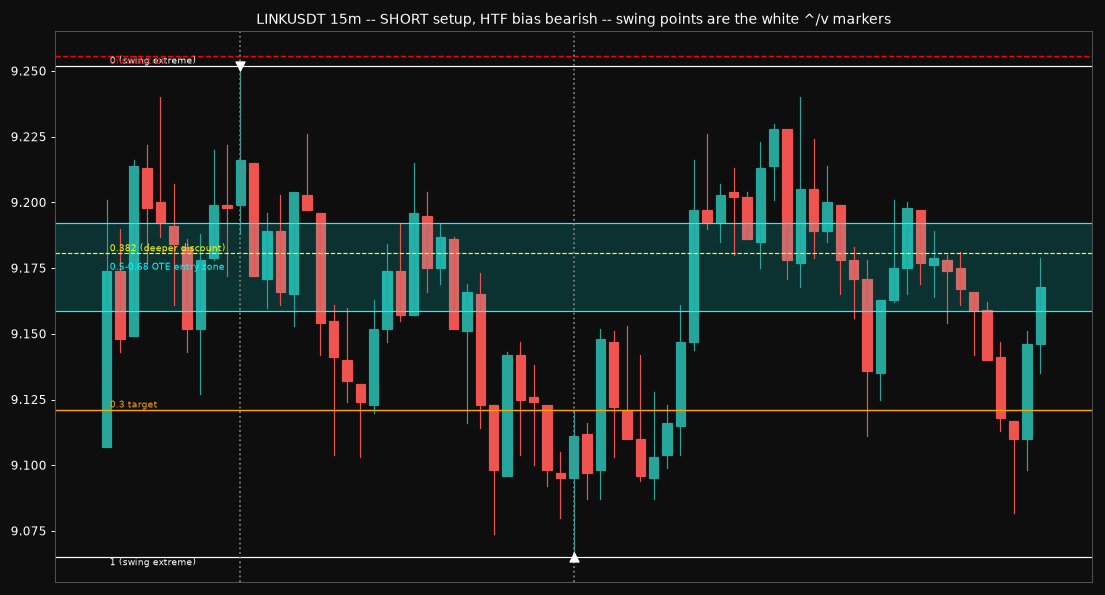 LINKUSDT 15m -- SHORT setup, HTF bias bearish -- swing points are the white ^/v markers
0 (swing extreme)
9.250
9.225
9.200
0.382 (deeper discount)
9.175
0.5-0.68 OTE entry zone
9.150
9.125
0.3 target
9.100
9.075
1 (swing extreme)